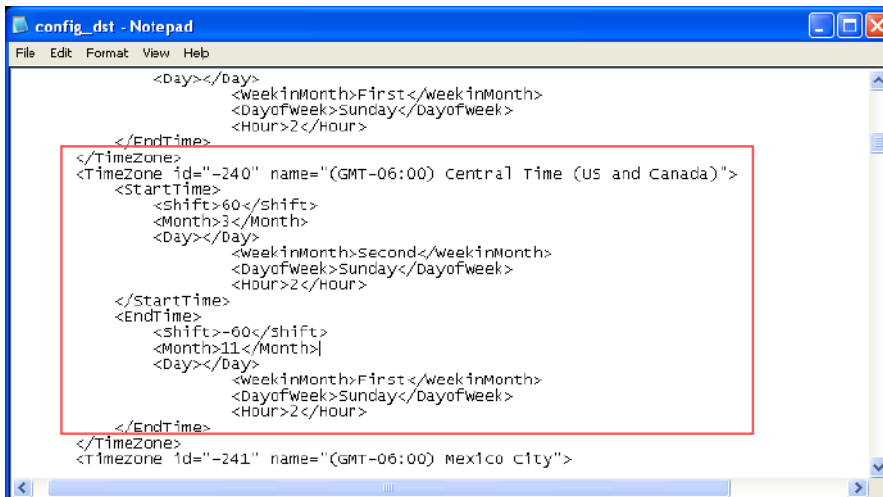 config_dst - Notepad
File Edit Format View Help
<Day></Day>
<WeekinMonth>First</WeekinMonth>
<DayofWeek>Sunday</DayofWeek>
<Hour>2</Hour>
</EndTime>
</TimeZone>
<TimeZone id="-240" name="(GMT-06:00) Central Time (US and Canada)">
<StartTime>
<Shift>60</Shift>
<Month>3</Month>
<Day></Day>
<WeekinMonth>Second</WeekinMonth>
<DayofWeek>Sunday</DayofWeek>
<Hour>2</Hour>
</StartTime>
<EndTime>
<Shift>-60</Shift>
<Month>11</Month>
<Day></Day>
<WeekinMonth>First</WeekinMonth>
<DayofWeek>Sunday</DayofWeek>
<Hour>2</Hour>
</EndTime>
</TimeZone>
<TimeZone id="-241" name="(GMT-06:00) Mexico City">